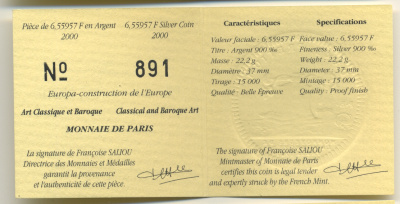 Pièce de 6,55957 F en Argent 6,55957 F Silver Coin
2000 2000
No 891
Europa-construction de l'Europe
Art Classique et Baroque Classical and Baroque Art
MONNAIE DE PARIS
La signature de Françoise SALIOU
Directrice des Monnaies et Médailles
garantit la provenance
et l'authenticité de cette pièce.
Caractéristiques Specifications
Valeur faciale : 6,55957 F Face value : 6,55957 F
Titre : Argent 900 ‰ Fineness : Silver 900 ‰
Masse : 22,2 g. Weight : 22,2 g.
Diamètre : 37 mm Diameter : 37 mm
Tirage : 15 000 Mintage : 15 000
Qualité : Belle Epreuve Quality : Proof finish
The signature of Françoise SALIOU
Mintmaster of Monnaie de Paris
certifies this coin is legal tender
and expertly struck by the French Mint.